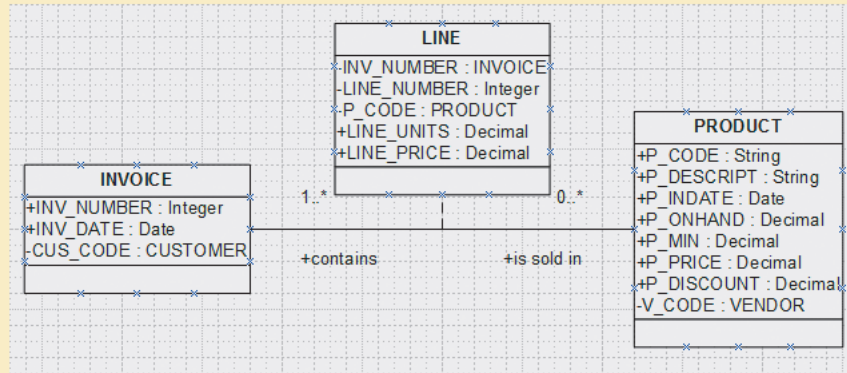 LINE
-INV_NUMBER : INVOICE
-LINE_NUMBER : Integer
-P_CODE : PRODUCT
+LINE_UNITS : Decimal
+LINE_PRICE : Decimal
INVOICE
+INV_NUMBER : Integer
+INV_DATE : Date
-CUS_CODE : CUSTOMER
1..*
0..*
+contains
+is sold in
PRODUCT
+P_CODE : String
+P_DESCRIPT : String
+P_INDATE : Date
+P_ONHAND : Decimal
+P_MIN : Decimal
+P_PRICE : Decimal
+P_DISCOUNT : Decimal
-V_CODE : VENDOR